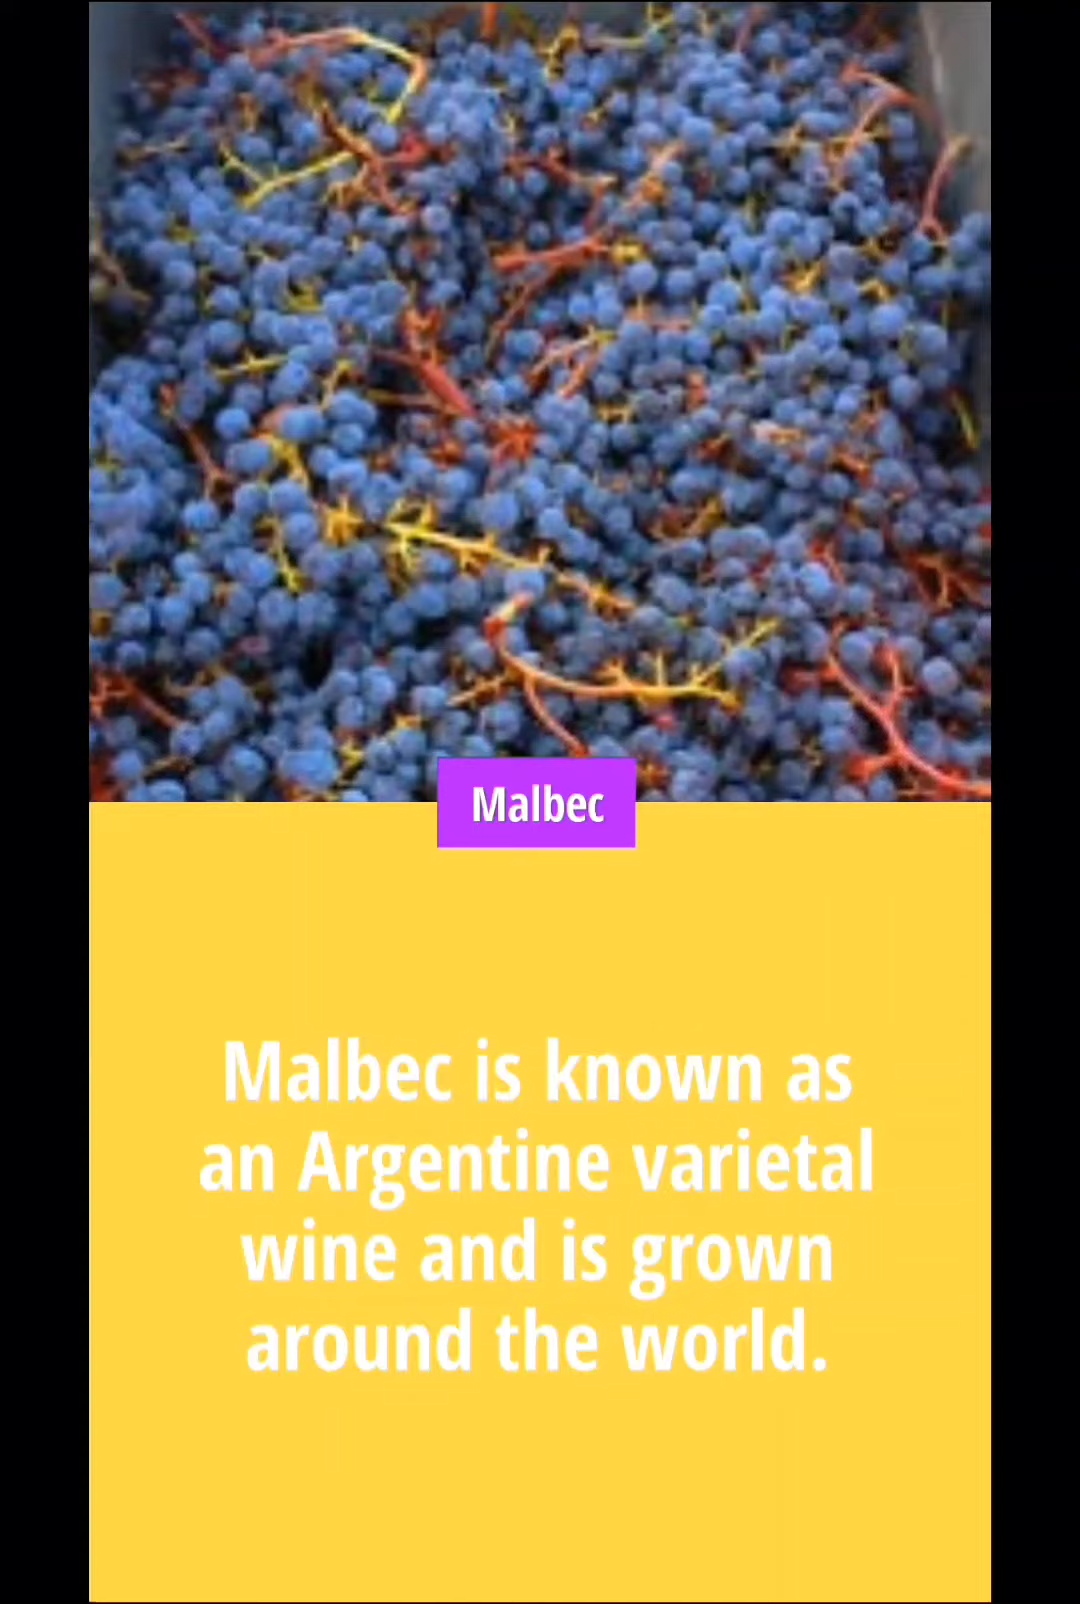 Malbec
Malbec is known as
an Argentine varietal
wine and is grown
around the world.